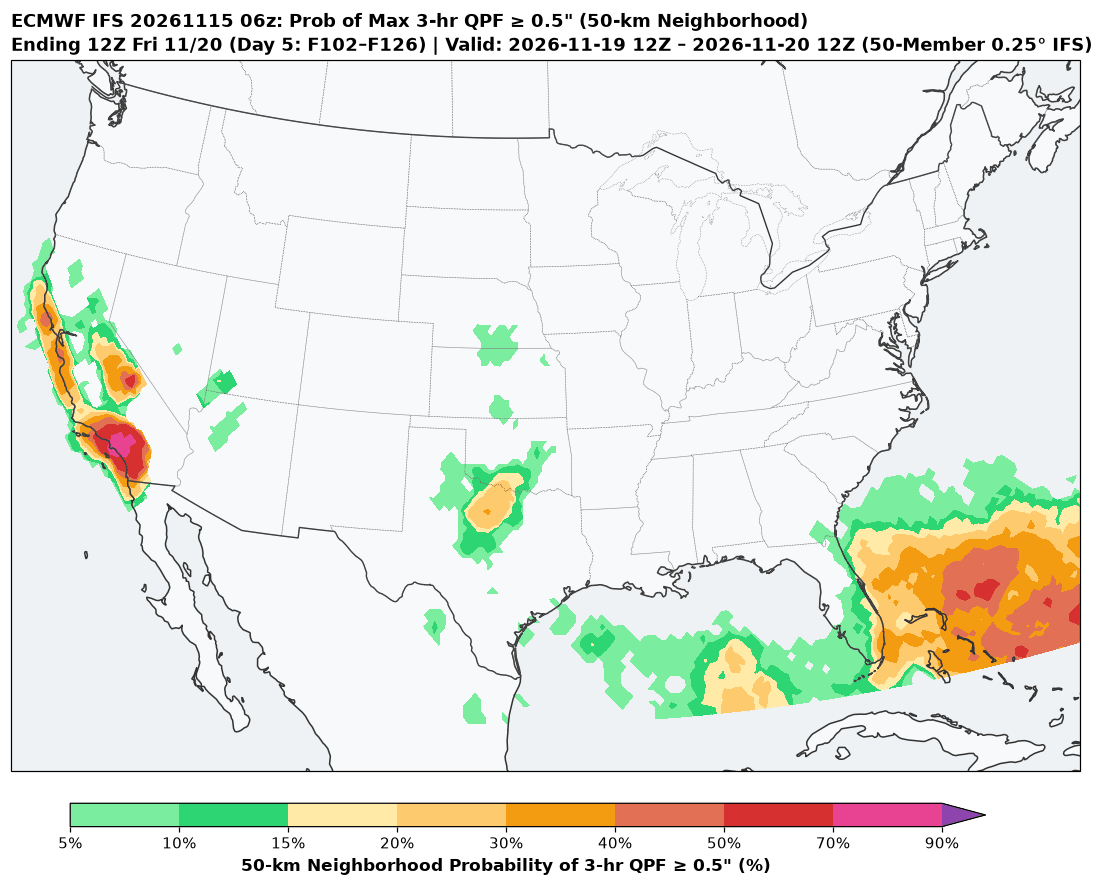 ECMWF IFS 20261115 06z: Prob of Max 3-hr QPF ≥ 0.5" (50-km Neighborhood)
Ending 12Z Fri 11/20 (Day 5: F102–F126) | Valid: 2026-11-19 12Z – 2026-11-20 12Z (50-Member 0.25° IFS)
5% 10% 15% 20% 30% 40% 50% 70% 90%
50-km Neighborhood Probability of 3-hr QPF ≥ 0.5" (%)